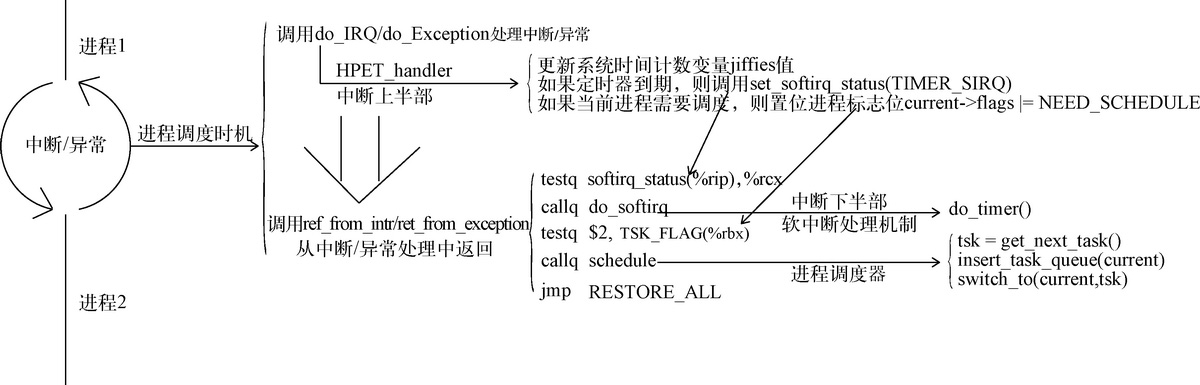 进程1
中断/异常
进程2
进程调度时机
调用do_IRQ/do_Exception处理中断/异常
HPET_handler
中断上半部
更新系统时间计数变量jiffies值
如果定时器到期，则调用set_softirq_status(TIMER_SIRQ)
如果当前进程需要调度，则置位进程标志位current->flags |= NEED_SCHEDULE
调用ref_from_intr/ret_from_exception
从中断/异常处理中返回
testq softirq_status(%rip),%rcx
callq do_softirq
testq $2, TSK_FLAG(%rbx)
callq schedule
jmp RESTORE_ALL
中断下半部
软中断处理机制
do_timer()
进程调度器
tsk = get_next_task()
insert_task_queue(current)
switch_to(current,tsk)